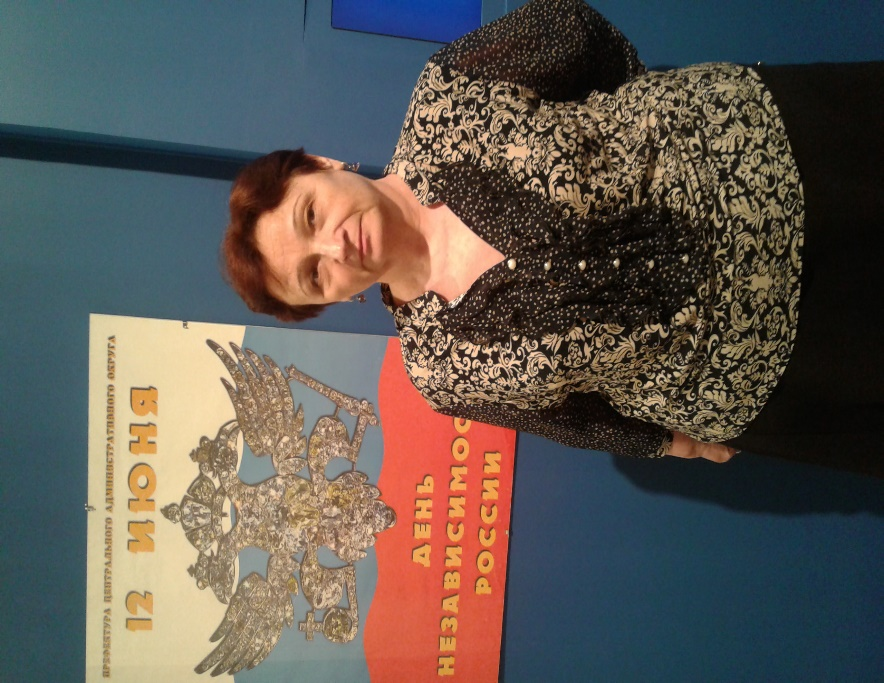 ПРЕФЕКТУРА ЦЕНТРАЛЬНОГО АДМИНИСТРАТИВНОГО ОКРУГА
12 ИЮНЯ
ДЕНЬ
НЕЗАВИСИМОС
РОССИИ